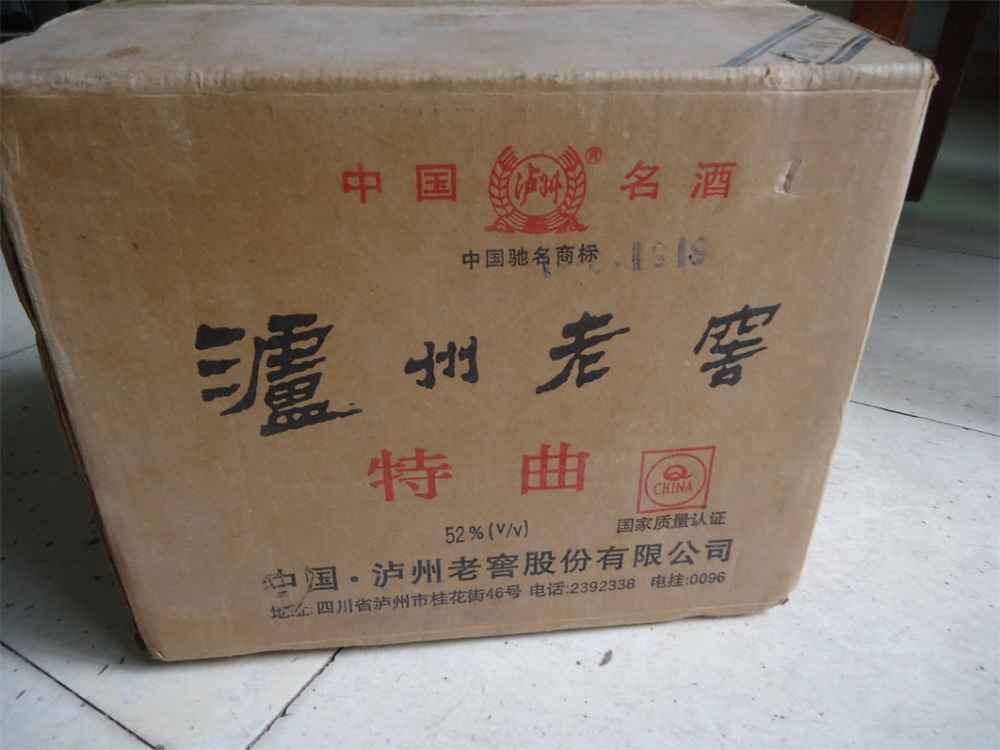 中国 泸州 ® 名酒
中国驰名商标
瀘州老窖
特曲
Q
CHINA
52%(V/V)
国家质量认证
中国·泸州老窖股份有限公司
地址:四川省泸州市桂花街46号 电话:2392338 电挂:0096